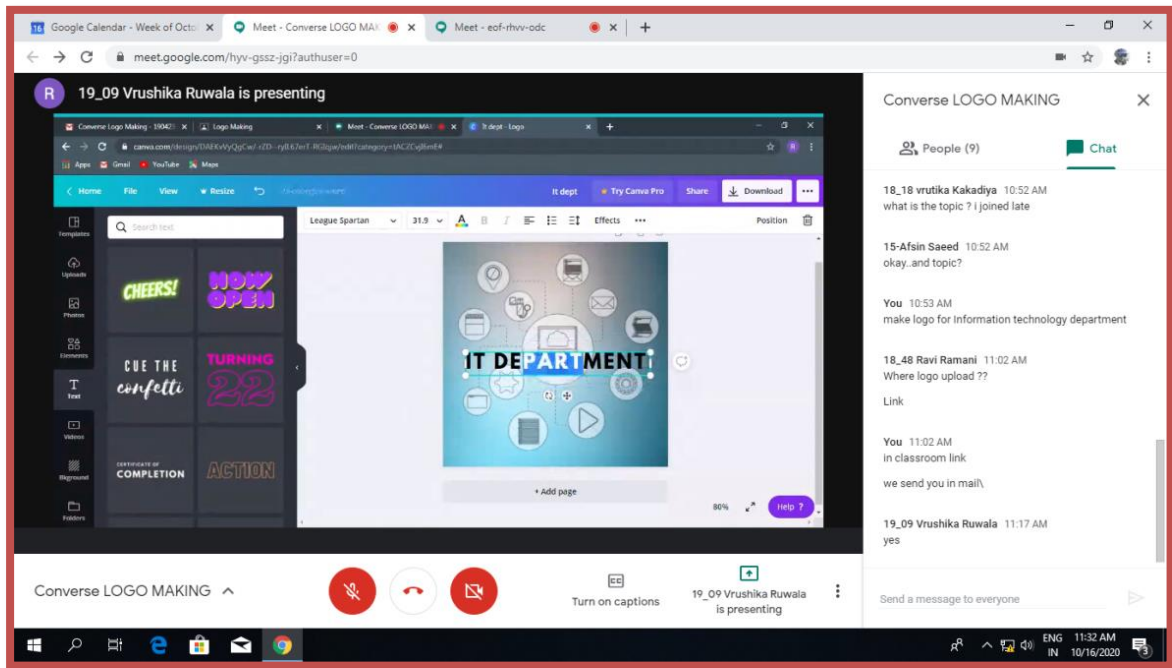 16 Google Calendar - Week of Octo
Meet - Converse LOGO MAK
Meet - eof-rhvv-odc
meet.google.com/hyv-gssz-jgi?authuser=0
R 19_09 Vrushika Ruwala is presenting
Converse Logo Making - 190425
Logo Making
Meet - Converse LOGO MAK
It dept - Logo
Apps Gmail YouTube Maps
Home File View Resize
It dept Try Canva Pro Share Download
League Spartan 31.9 A B I Effects Position
Search text
Templates
Uploads
Photos
Elements
T
Text
Videos
Bkground
Folders
CHEERS!
NOW OPEN
CUE THE
confetti
TURNING
22
CERTIFICATE OF
COMPLETION
ACTION
IT DEPARTMENT
+ Add page
80%
Help ?
Converse LOGO MAKING
People (9)
Chat
18_18 vrutika Kakadiya 10:52 AM
what is the topic ? i joined late
15-Afsin Saeed 10:52 AM
okay..and topic?
You 10:53 AM
make logo for Information technology department
18_48 Ravi Ramani 11:02 AM
Where logo upload ??
Link
You 11:02 AM
in classroom link
we send you in mail\
19_09 Vrushika Ruwala 11:17 AM
yes
Send a message to everyone
Converse LOGO MAKING
CC
Turn on captions
19_09 Vrushika Ruwala
is presenting
ENG 11:32 AM
IN 10/16/2020
3